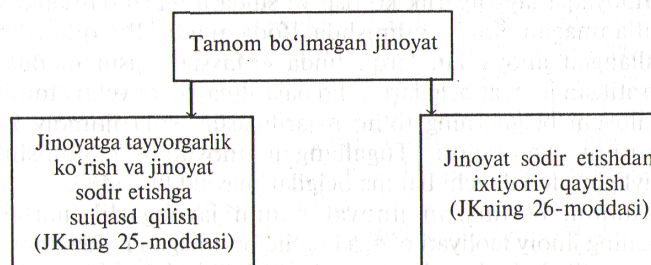 Tamom bo‘lmagan jinoyat
Jinoyatga tayyorgarlik
ko‘rish va jinoyat
sodir etishga
suiqasd qilish
(JKning 25-moddasi)
Jinoyat sodir etishdan
ixtiyoriy qaytish
(JKning 26-moddasi)